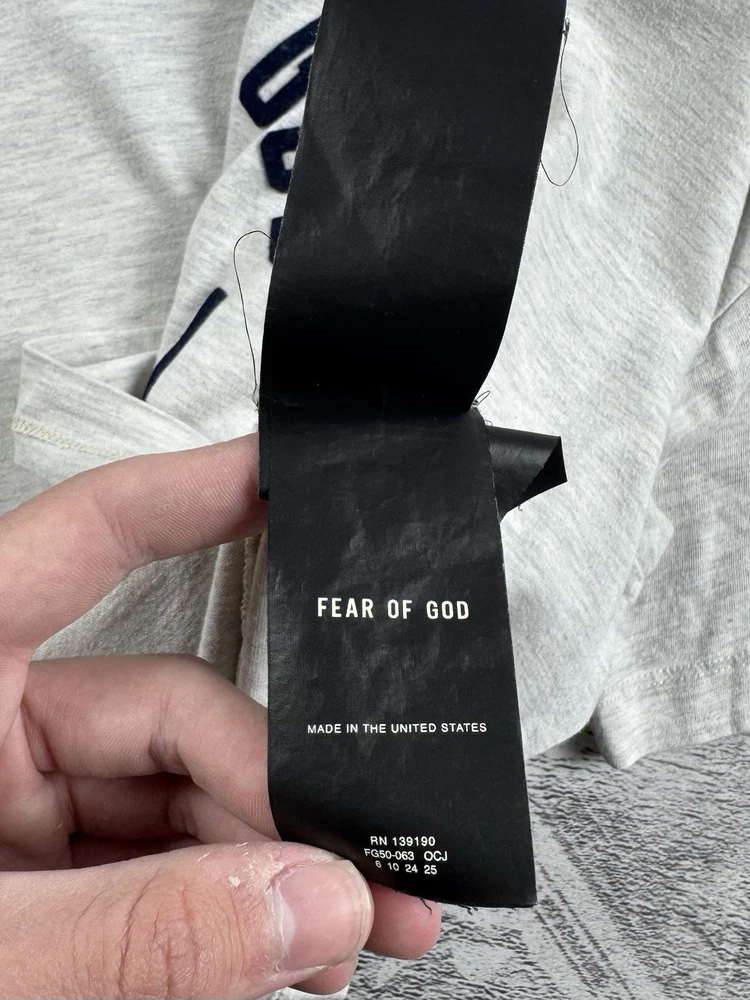 FEAR OF GOD
MADE IN THE UNITED STATES
RN 139190
FG50-063 OCJ
6 10 24 25